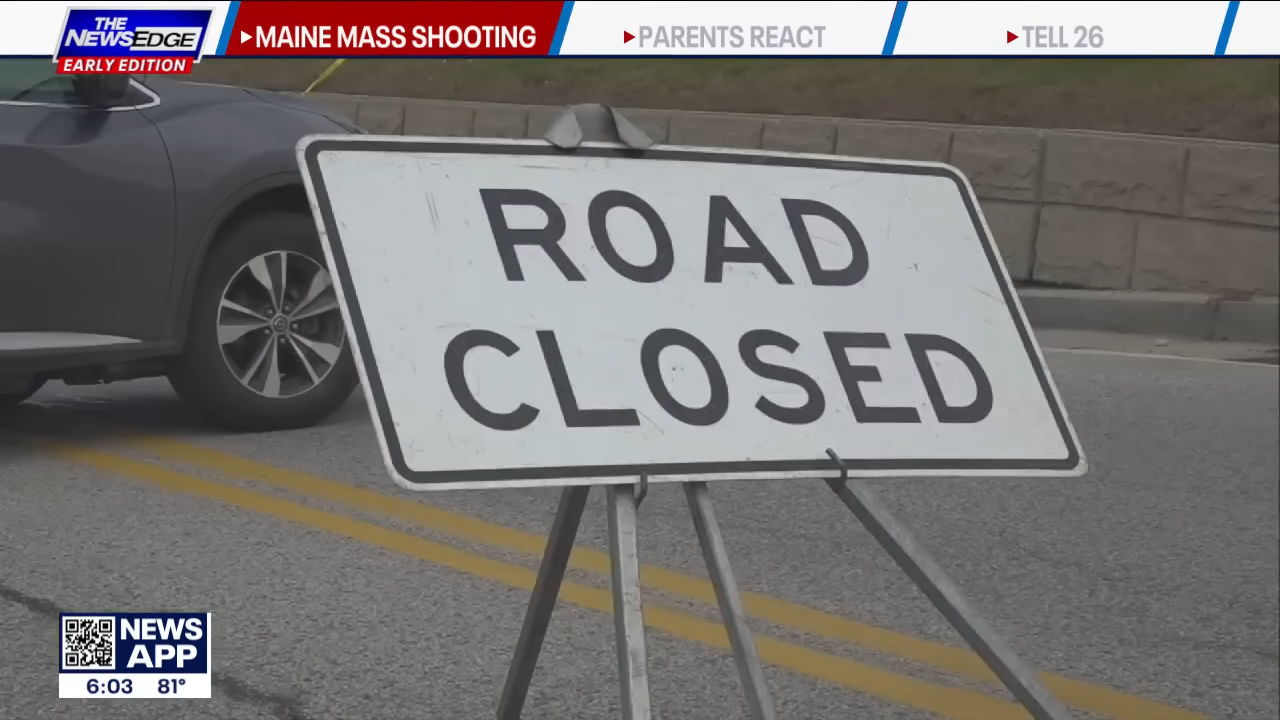 THE
NEWSEDGE
EARLY EDITION
MAINE MASS SHOOTING
PARENTS REACT
TELL 26
ROAD
CLOSED
NEWS
APP
6:03 81°